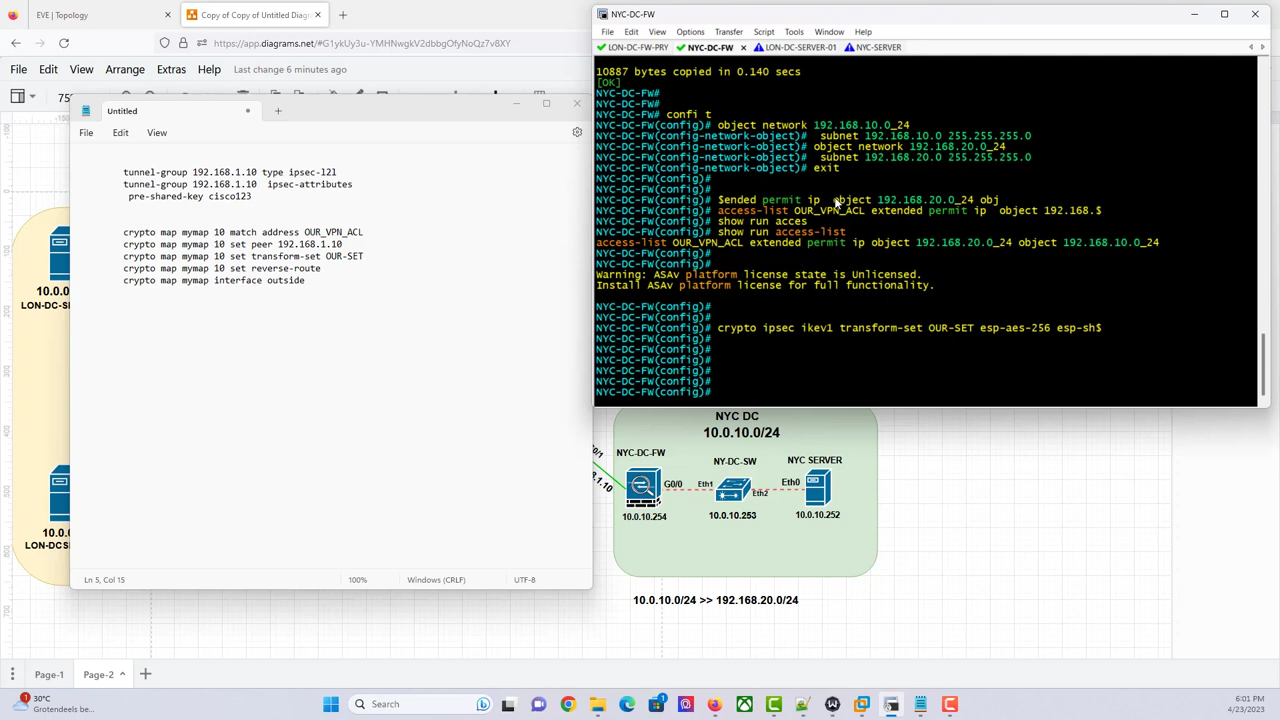 EVE | Topology
Copy of Copy of Untitled Diagr
https://app.diagrams.net/#G1ykUy3u-YMHNwgkV2dbbgOfyNoQz7v8XY
File Edit View Arrange Extras Help Last change 6 minutes ago
Untitled
File Edit View
tunnel-group 192.168.1.10 type ipsec-l2l
tunnel-group 192.168.1.10 ipsec-attributes
pre-shared-key cisco123
crypto map mymap 10 match address OUR_VPN_ACL
crypto map mymap 10 set peer 192.168.1.10
crypto map mymap 10 set transform-set OUR-SET
crypto map mymap 10 set reverse-route
crypto map mymap interface outside
Ln 5, Col 15 100% Windows (CRLF) UTF-8
NYC-DC-FW
File Edit View Options Transfer Script Tools Window Help
LON-DC-FW-PRY NYC-DC-FW LON-DC-SERVER-01 NYC-SERVER
10887 bytes copied in 0.140 secs
[OK]
NYC-DC-FW#
NYC-DC-FW#
NYC-DC-FW# confi t
NYC-DC-FW(config)# object network 192.168.10.0_24
NYC-DC-FW(config-network-object)# subnet 192.168.10.0 255.255.255.0
NYC-DC-FW(config-network-object)# object network 192.168.20.0_24
NYC-DC-FW(config-network-object)# subnet 192.168.20.0 255.255.255.0
NYC-DC-FW(config-network-object)# exit
NYC-DC-FW(config)#
NYC-DC-FW(config)#
NYC-DC-FW(config)# $ended permit ip object 192.168.20.0_24 obj
NYC-DC-FW(config)# access-list OUR_VPN_ACL extended permit ip object 192.168.$
NYC-DC-FW(config)# show run acces
NYC-DC-FW(config)# show run access-list
access-list OUR_VPN_ACL extended permit ip object 192.168.20.0_24 object 192.168.10.0_24
NYC-DC-FW(config)#
NYC-DC-FW(config)#
Warning: ASAv platform license state is Unlicensed.
Install ASAv platform license for full functionality.
NYC-DC-FW(config)#
NYC-DC-FW(config)#
NYC-DC-FW(config)# crypto ipsec ikev1 transform-set OUR-SET esp-aes-256 esp-sh$
NYC-DC-FW(config)#
NYC-DC-FW(config)#
NYC-DC-FW(config)#
NYC-DC-FW(config)#
NYC-DC-FW(config)#
NYC-DC-FW(config)#
NYC DC
10.0.10.0/24
NYC-DC-FW NY-DC-SW NYC SERVER
G0/0 Eth1 Eth2 Eth0
10.0.10.254 10.0.10.253 10.0.10.252
10.0.10.0/24 >> 192.168.20.0/24
Page-1 Page-2
30°C
Grotendeels be...
Search
6:01 PM
4/23/2023